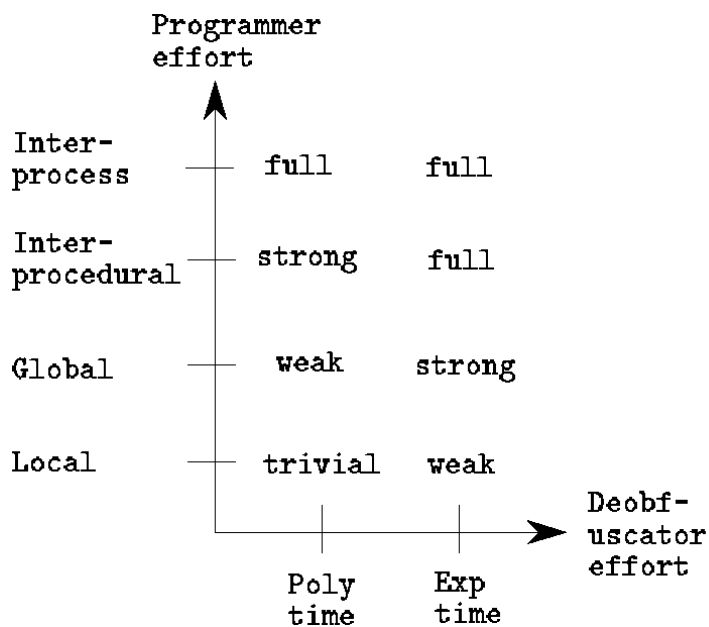 Programmer
effort
Inter-
process
full full
Inter-
procedural
strong full
Global
weak strong
Local
trivial weak
Deobf-
uscator
effort
Poly
time
Exp
time